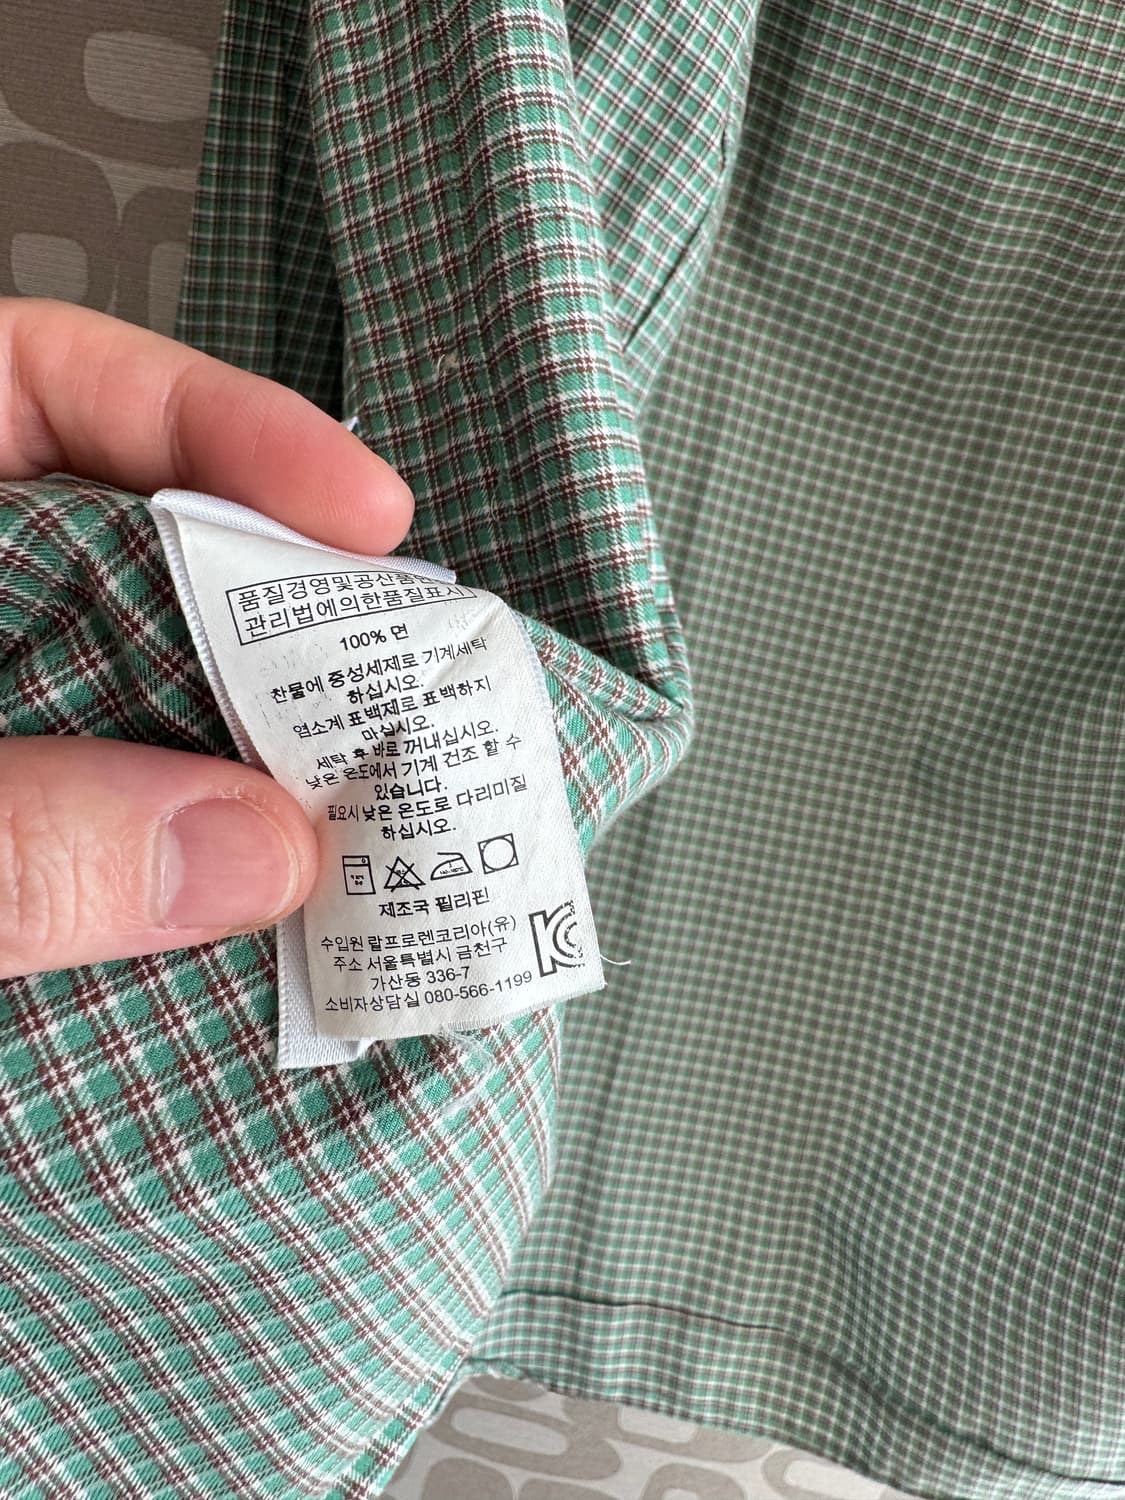 품질경영및공산품안
관리법에의한품질표시
100% 면
찬물에 중성세제로 기계세탁
하십시오.
염소계 표백제로 표백하지
마십시오.
세탁 후 바로 꺼내십시오.
낮은 온도에서 기계 건조 할 수
있습니다.
필요시 낮은 온도로 다리미질
하십시오.
제조국 필리핀
수입원 랄프로렌코리아(유)
주소 서울특별시 금천구
가산동 336-7
소비자상담실 080-566-1199